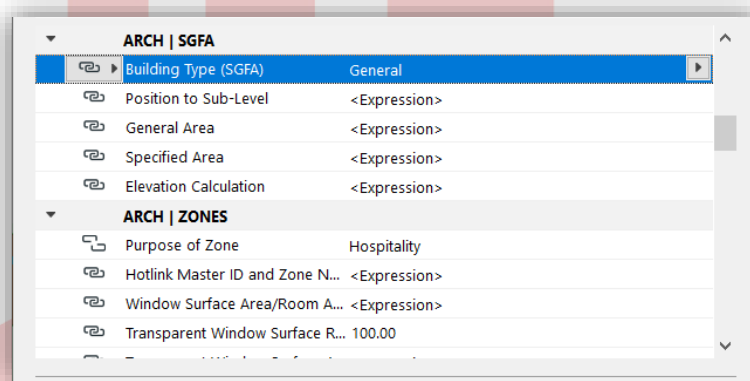 ARCH | SGFA
Building Type (SGFA) General
Position to Sub-Level <Expression>
General Area <Expression>
Specified Area <Expression>
Elevation Calculation <Expression>
ARCH | ZONES
Purpose of Zone Hospitality
Hotlink Master ID and Zone N... <Expression>
Window Surface Area/Room A... <Expression>
Transparent Window Surface R... 100.00